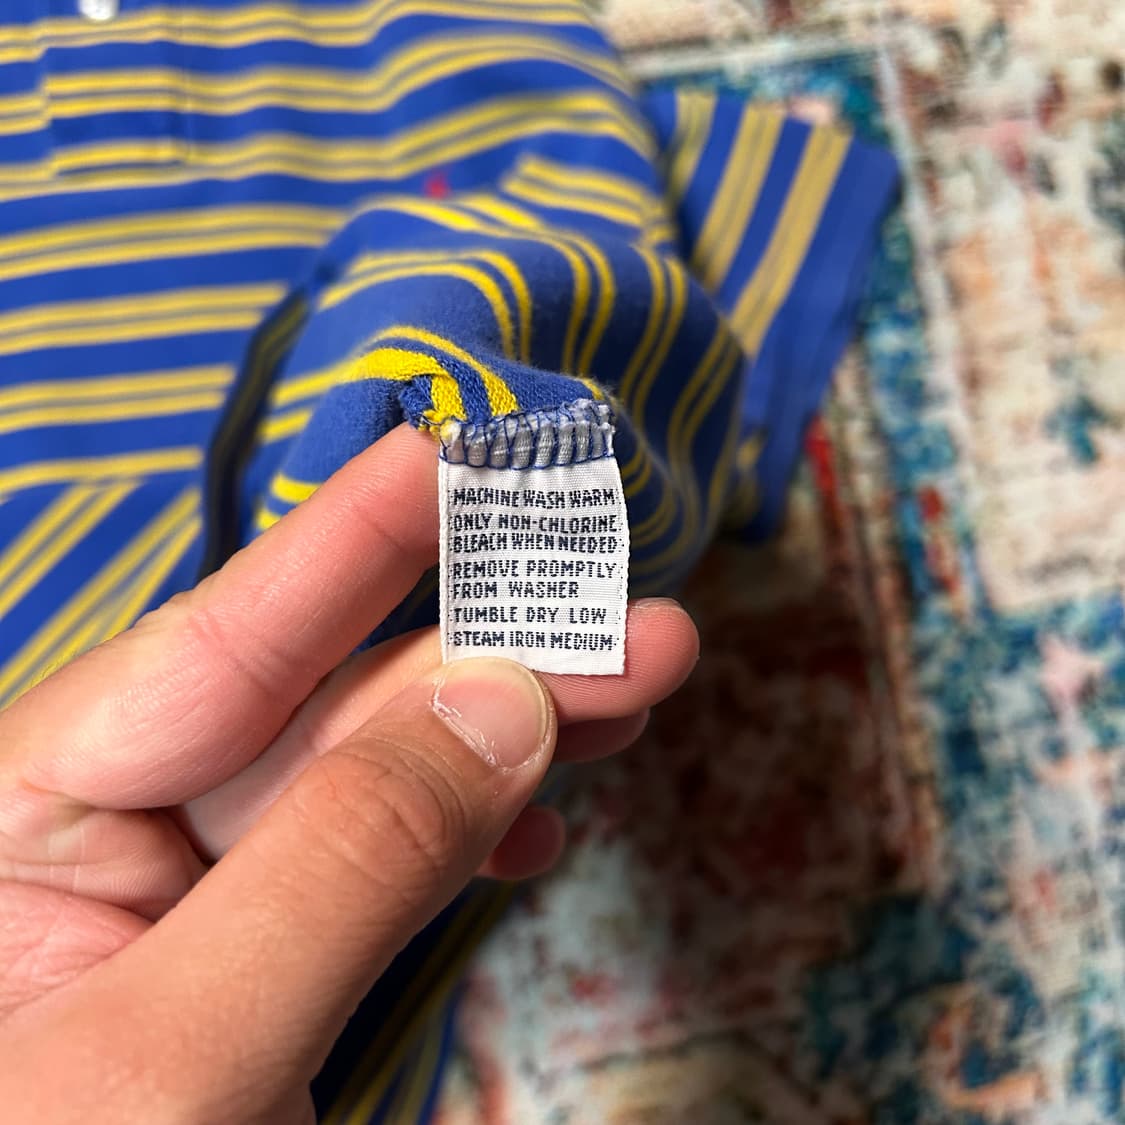 MACHINE WASH WARM
ONLY NON-CHLORINE
BLEACH WHEN NEEDED
REMOVE PROMPTLY
FROM WASHER
TUMBLE DRY LOW
STEAM IRON MEDIUM